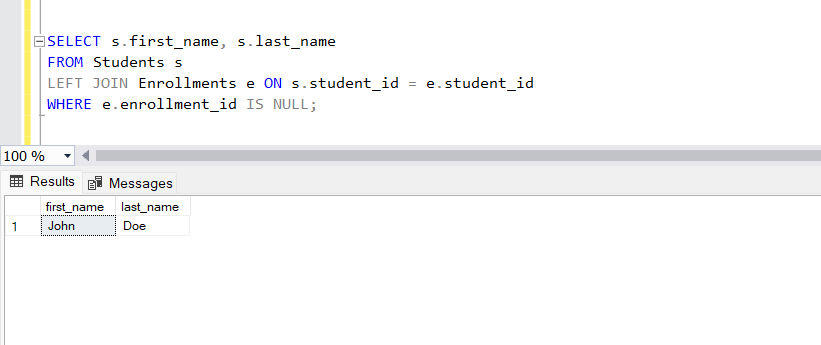 SELECT s.first_name, s.last_name
FROM Students s
LEFT JOIN Enrollments e ON s.student_id = e.student_id
WHERE e.enrollment_id IS NULL;
100 %
Results Messages
first_name last_name
1 John Doe